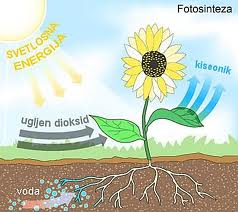 Fotosinteza
SVETLOSNA
ENERGIJA
kiseonik
ugljen dioksid
voda